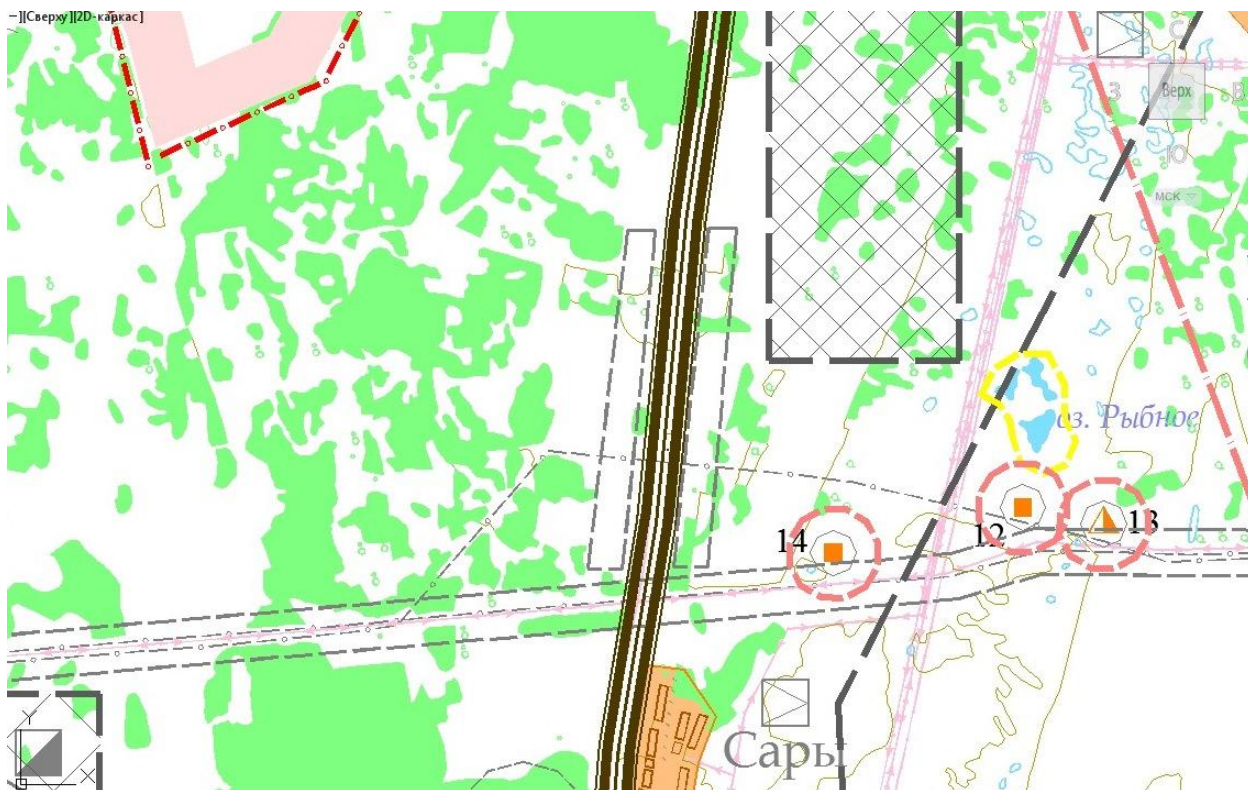 −][Сверху][2D-каркас]
С
З
Верх
В
Ю
МСК
оз. Рыбное
14
12
13
Сары
Y
X